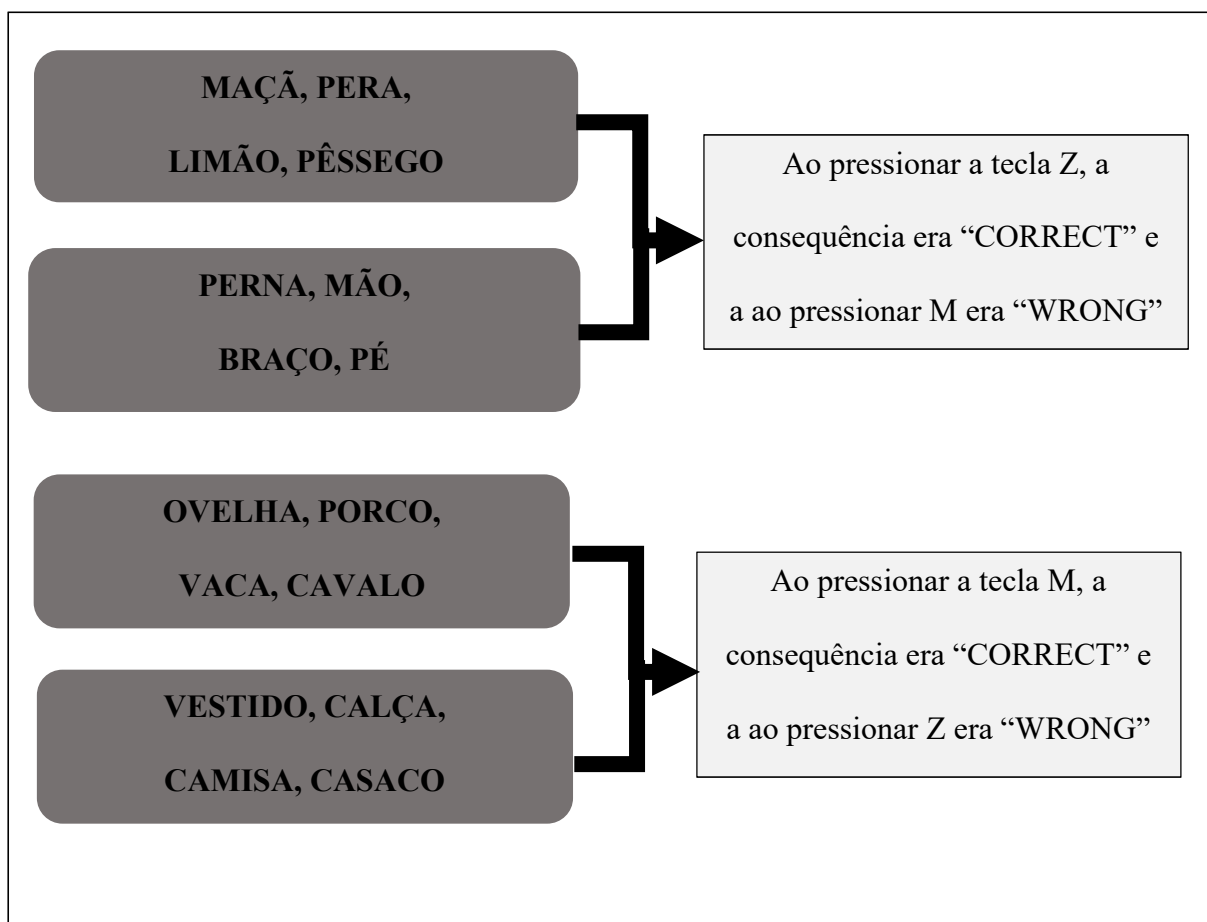 MAÇÃ, PERA,
LIMÃO, PÊSSEGO
Ao pressionar a tecla Z, a
consequência era “CORRECT” e
a ao pressionar M era “WRONG”
PERNA, MÃO,
BRAÇO, PÉ
OVELHA, PORCO,
VACA, CAVALO
Ao pressionar a tecla M, a
consequência era “CORRECT” e
a ao pressionar Z era “WRONG”
VESTIDO, CALÇA,
CAMISA, CASACO